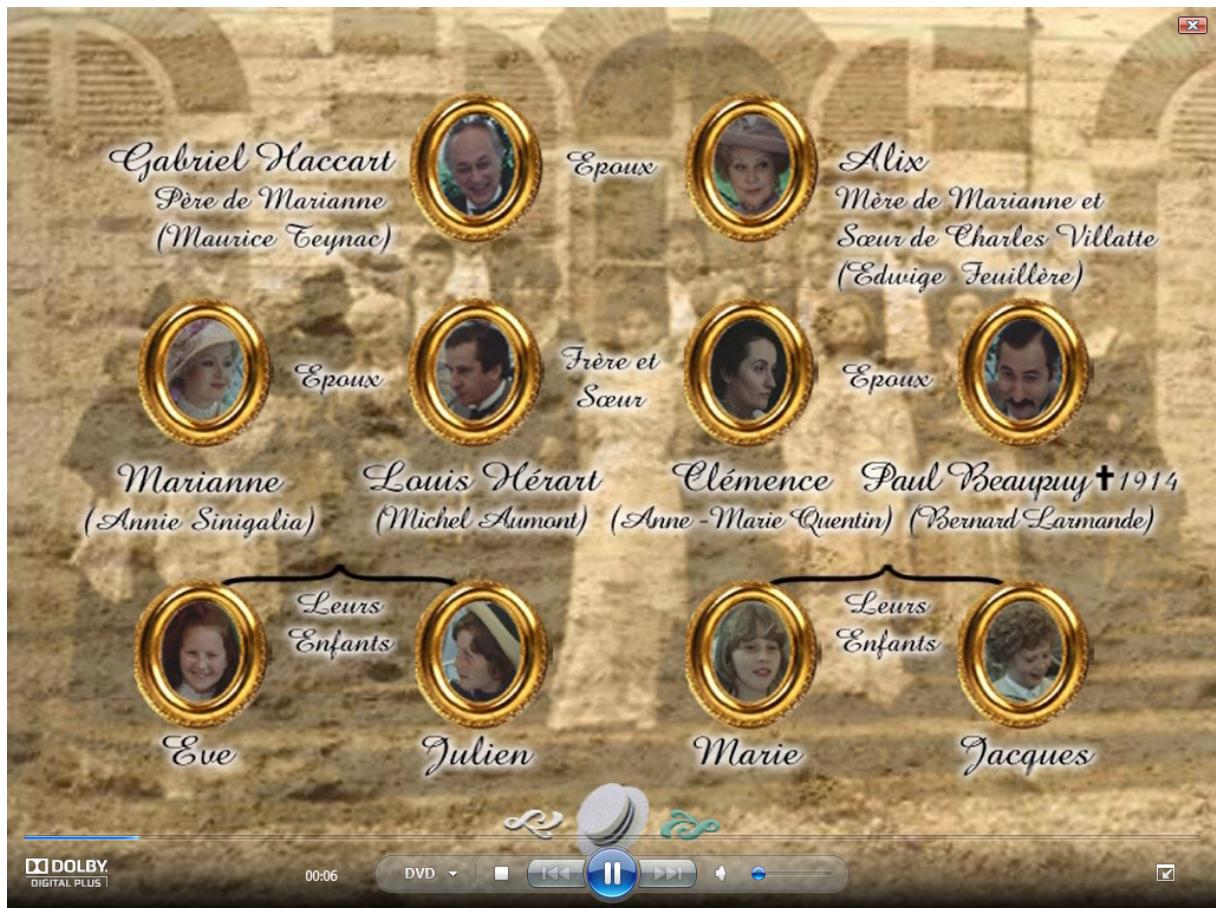 Gabriel Haccart
Père de Marianne
(Maurice Teynac)
Epoux
Alix
Mère de Marianne et
Sœur de Charles Villatte
(Edwige Feuillère)
Epoux
Frère et
Sœur
Epoux
Marianne
(Annie Sinigalia)
Louis Hérart
(Michel Aumont)
Clémence
(Anne-Marie Quentin)
Paul Beaupuy ✝ 1914
(Bernard Larmande)
Leurs
Enfants
Leurs
Enfants
Eve
Julien
Marie
Jacques
DOLBY
DIGITAL PLUS
00:06
DVD